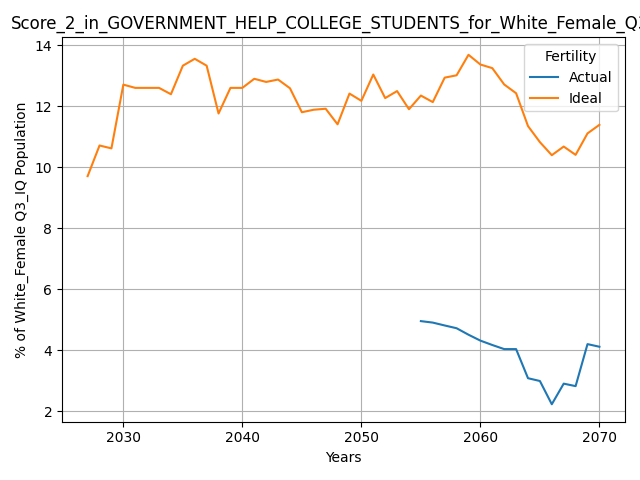 Score_2_in_GOVERNMENT_HELP_COLLEGE_STUDENTS_for_White_Female_Q3
Fertility
Actual
Ideal
14
12
10
8
6
4
2
% of White_Female Q3_IQ Population
2030
2040
2050
2060
2070
Years